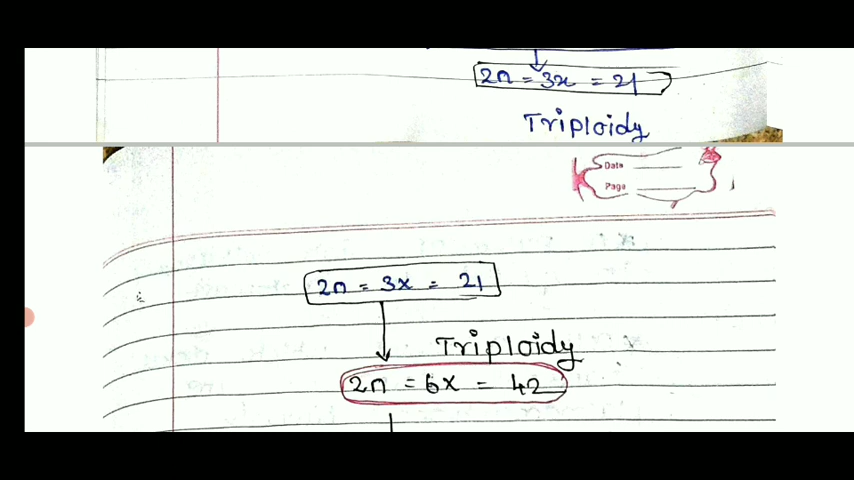 2n = 3x = 21
Triploidy
Date
Page
2n = 3x = 21
Triploidy
2n = 6x = 42